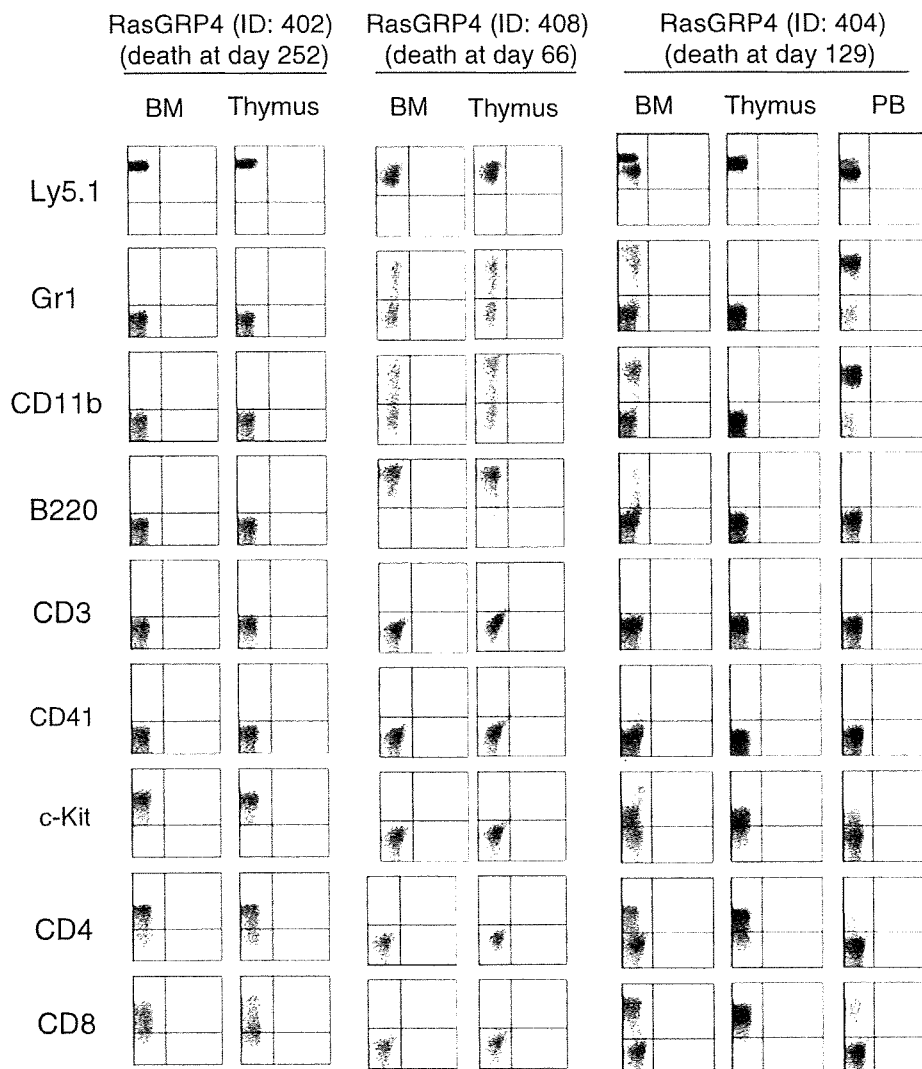 RasGRP4 (ID: 402) RasGRP4 (ID: 408) RasGRP4 (ID: 404)
(death at day 252) (death at day 66) (death at day 129)
BM Thymus BM Thymus BM Thymus PB
Ly5.1
Gr1
CD11b
B220
CD3
CD41
c-Kit
CD4
CD8